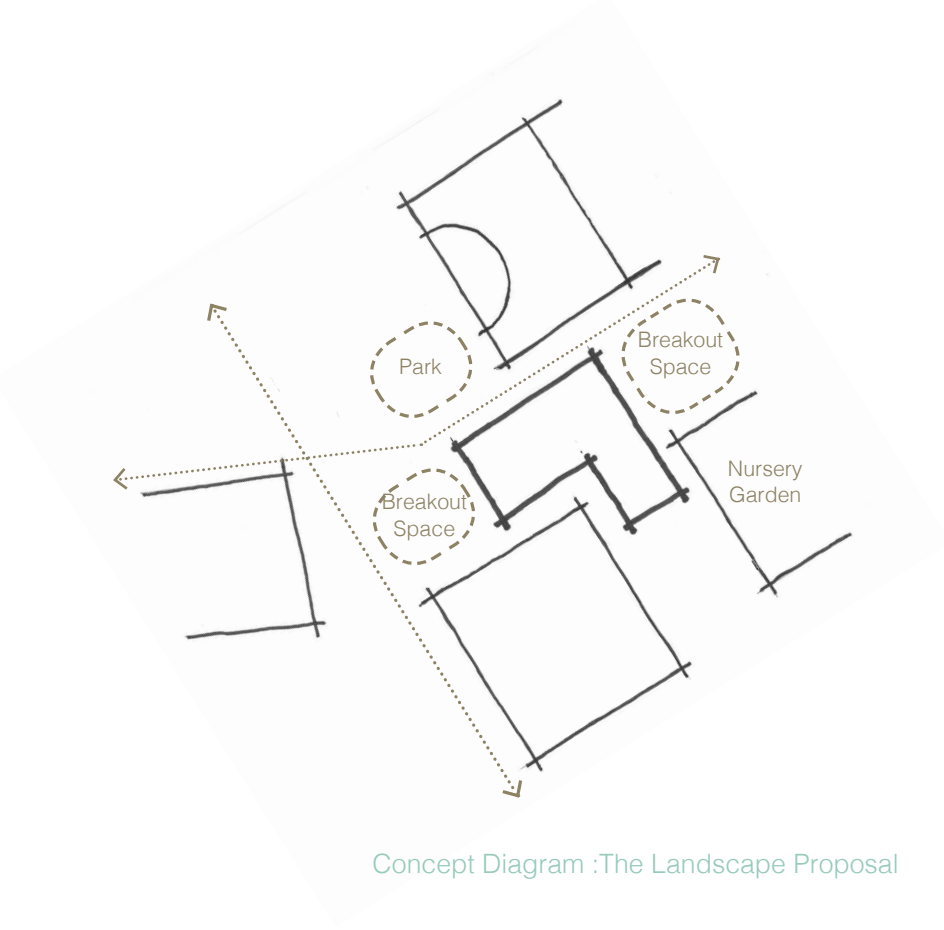 Breakout
Space
Park
Nursery
Garden
Breakout
Space
Concept Diagram :The Landscape Proposal